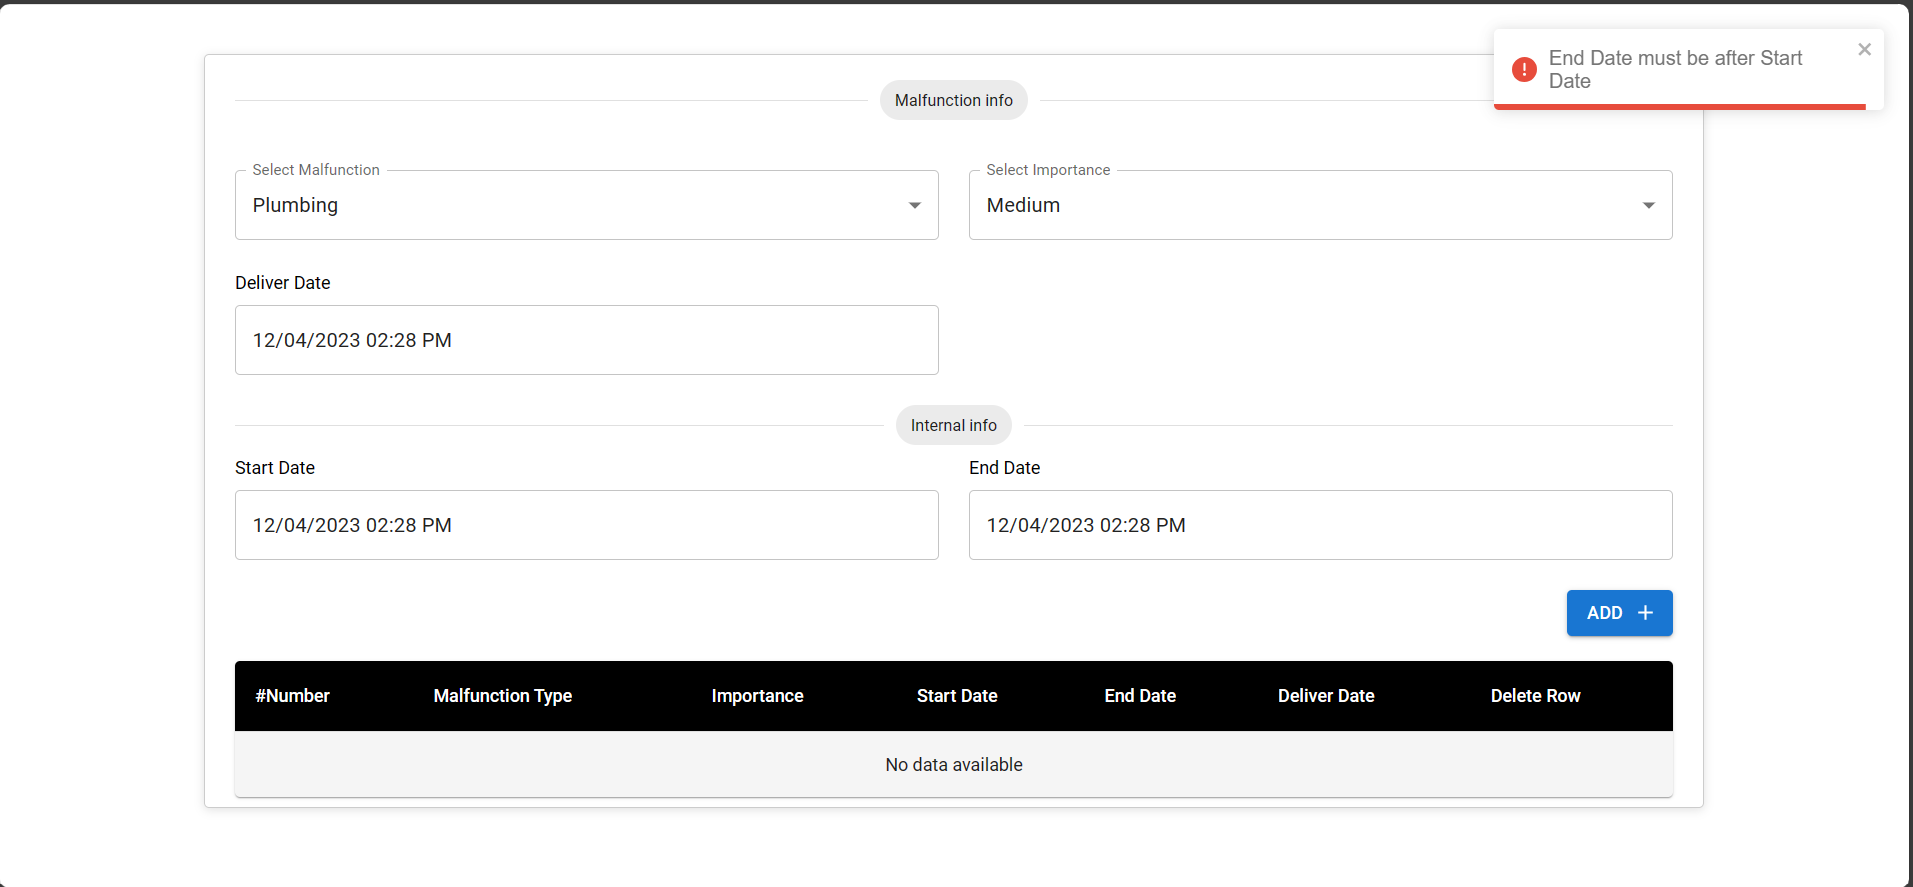 End Date must be after Start
Date
Malfunction info
Select Malfunction
Plumbing
Select Importance
Medium
Deliver Date
12/04/2023 02:28 PM
Internal info
Start Date
12/04/2023 02:28 PM
End Date
12/04/2023 02:28 PM
ADD
#Number Malfunction Type Importance Start Date End Date Deliver Date Delete Row
No data available